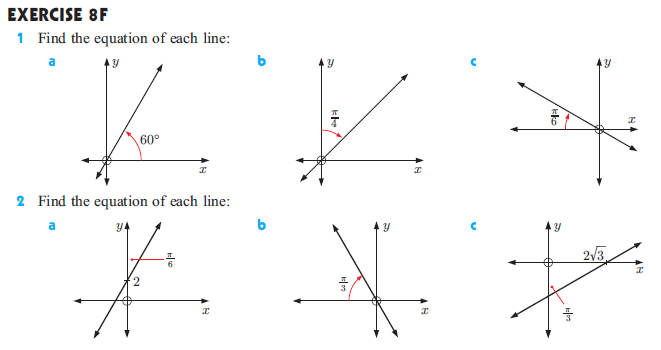 EXERCISE 8F
1 Find the equation of each line:
a y 60° x
b y π/4 x
c y π/6 x
2 Find the equation of each line:
a y π/6 2 x
b y π/3 x
c y 2√3 x π/3